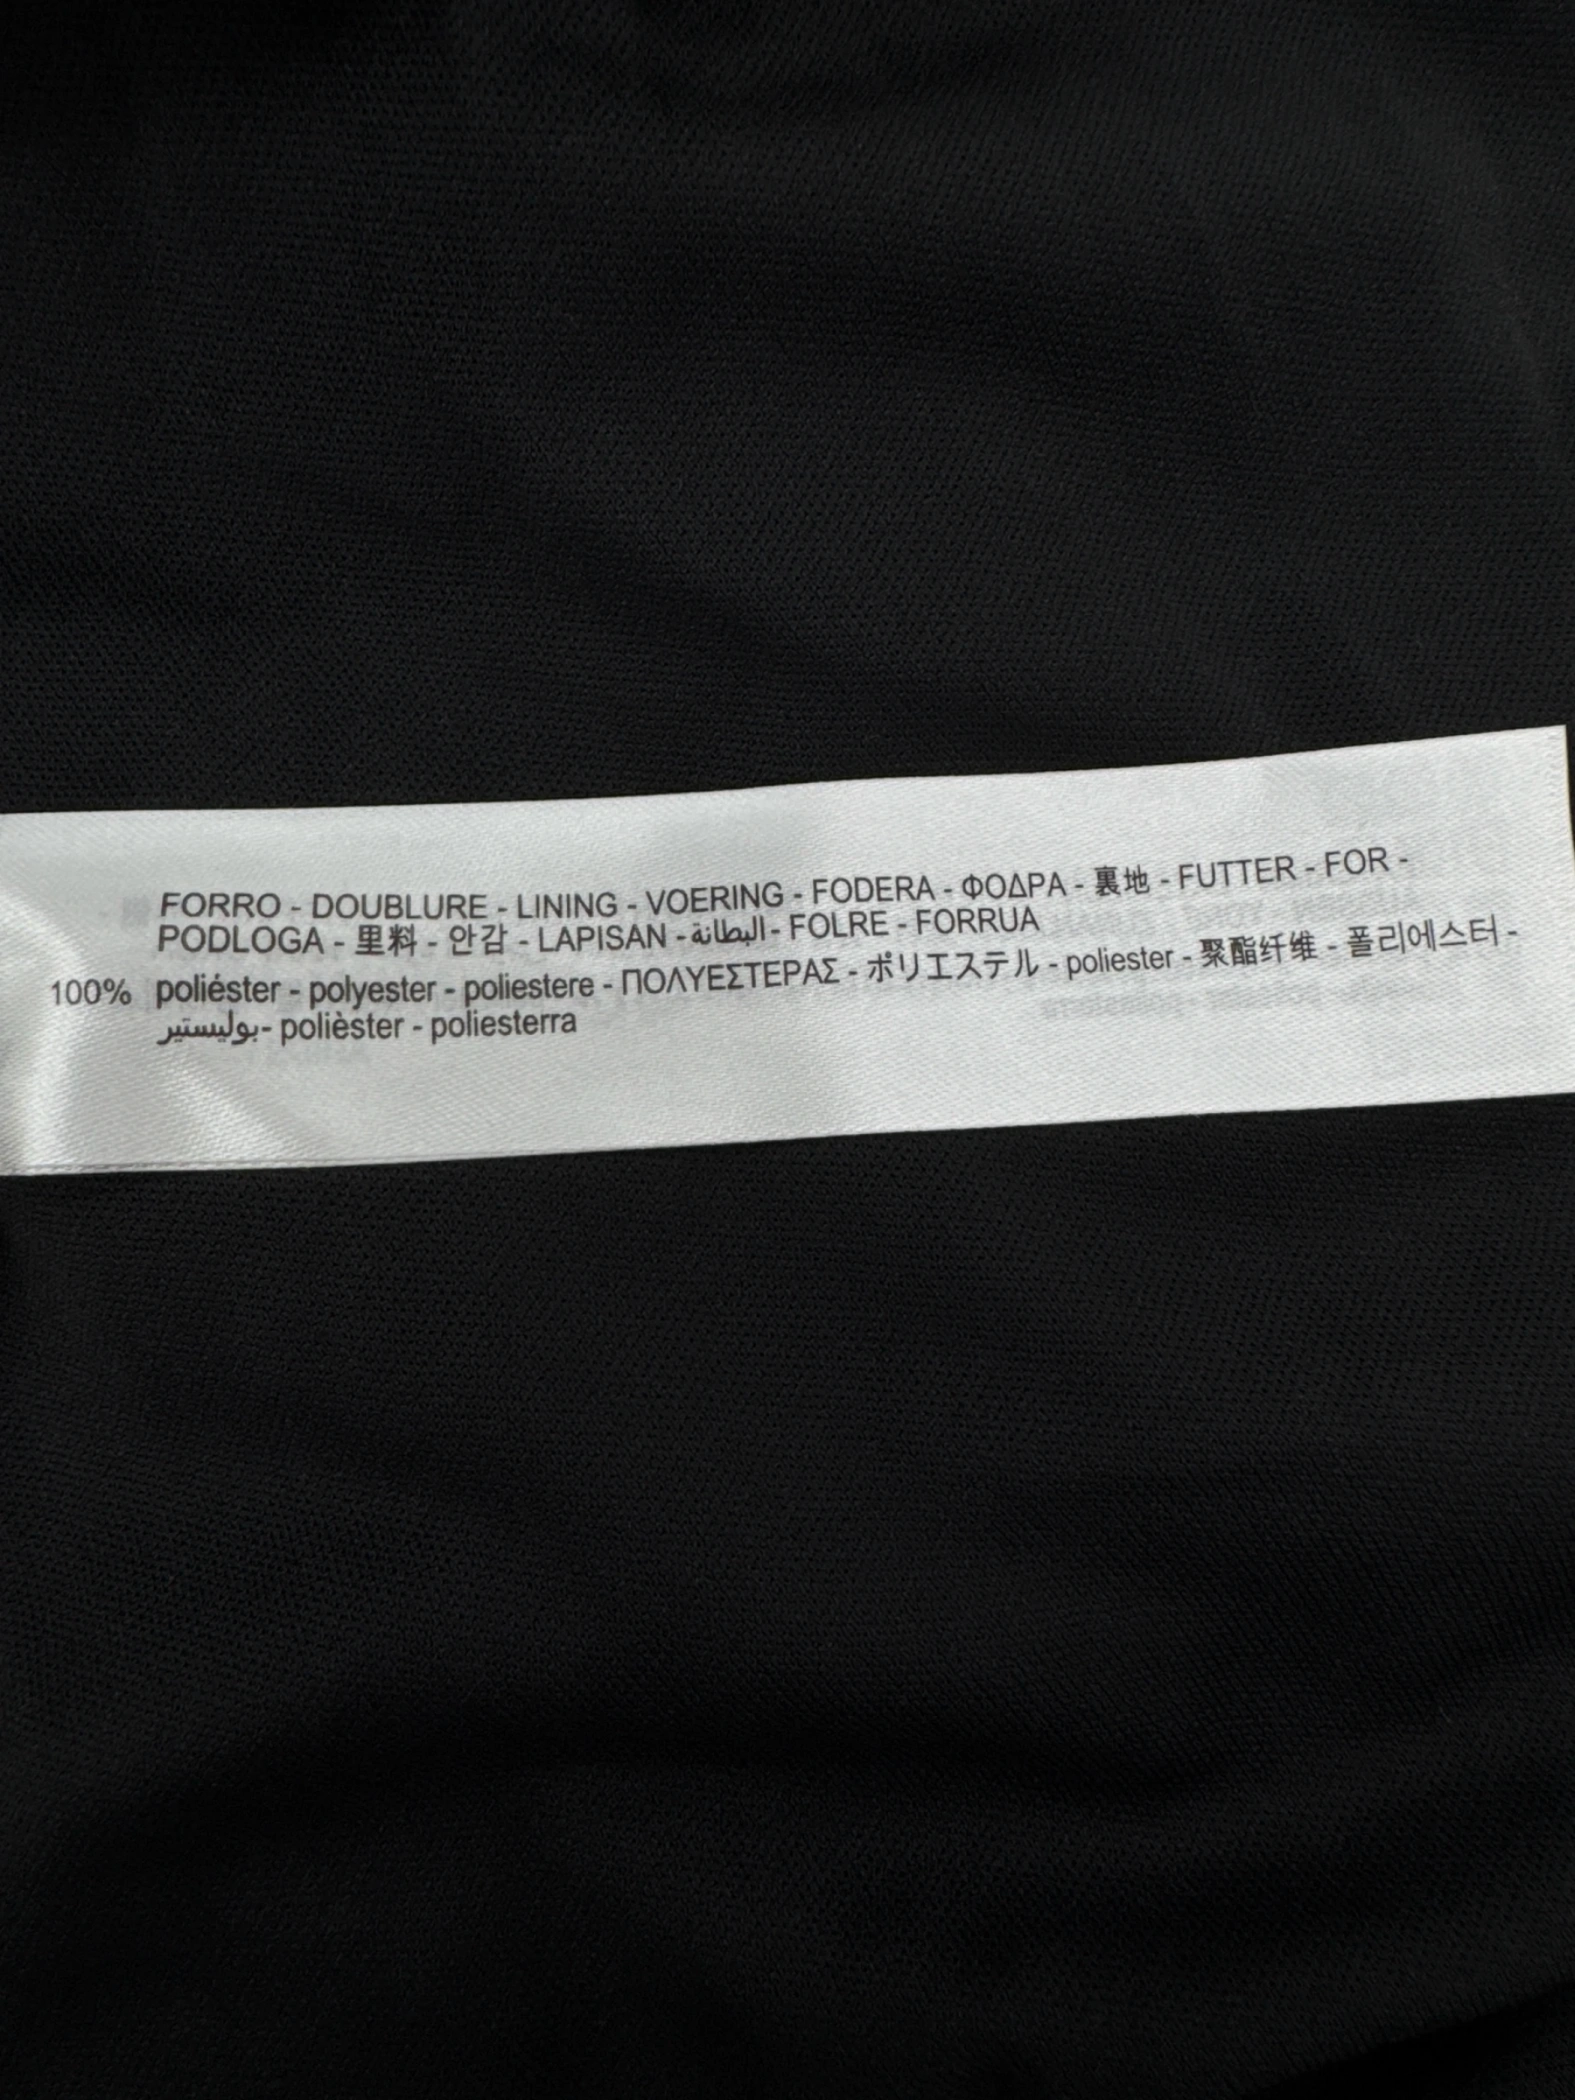 FORRO - DOUBLURE - LINING - VOERING - FODERA - ΦΟΔΡΑ - 裏地 - FUTTER - FOR -
PODLOGA - 里料 - 안감 - LAPISAN - البطانة - FOLRE - FORRUA
100% poliéster - polyester - poliestere - ΠΟΛΥΕΣΤΕΡΑΣ - ポリエステル - poliester - 聚酯纤维 - 폴리에스터 -
بوليستير - polièster - poliesterra